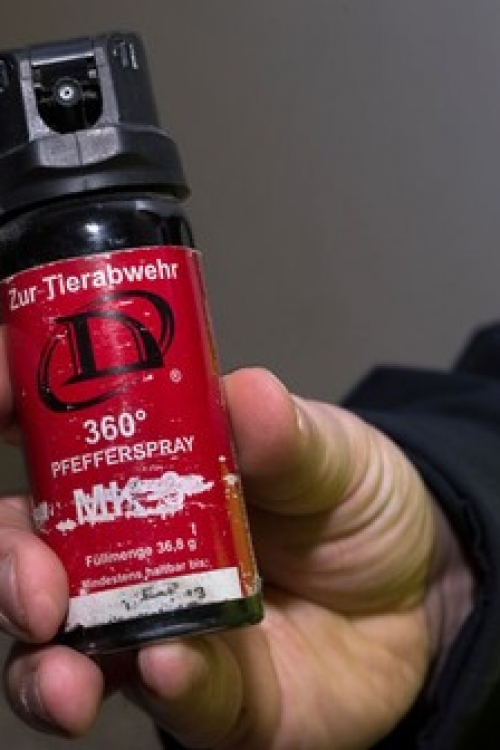 Zur Tierabwehr
D
®
360°
PFEFFERSPRAY
Füllmenge 36,8 g
Mindestens haltbar bis: